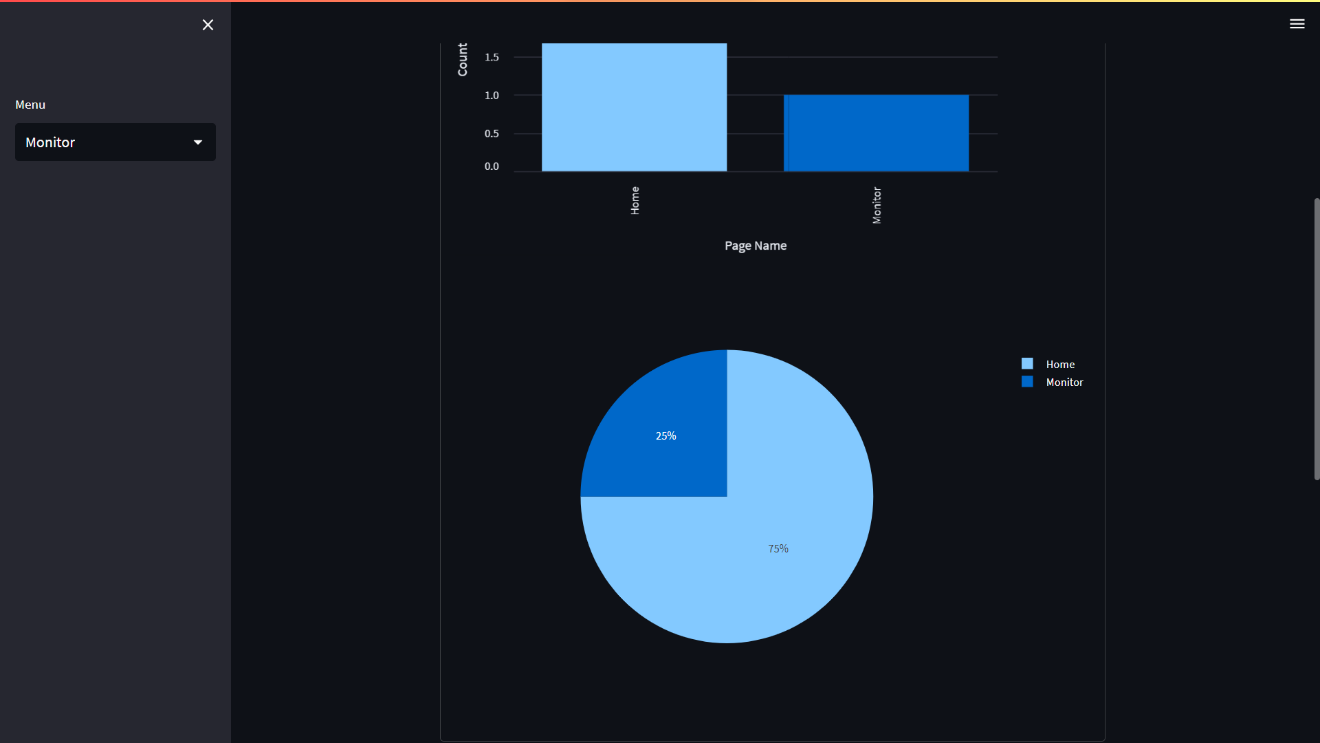 Menu
Monitor
Count
1.5
1.0
0.5
0.0
Home
Monitor
Page Name
Home
Monitor
25%
75%